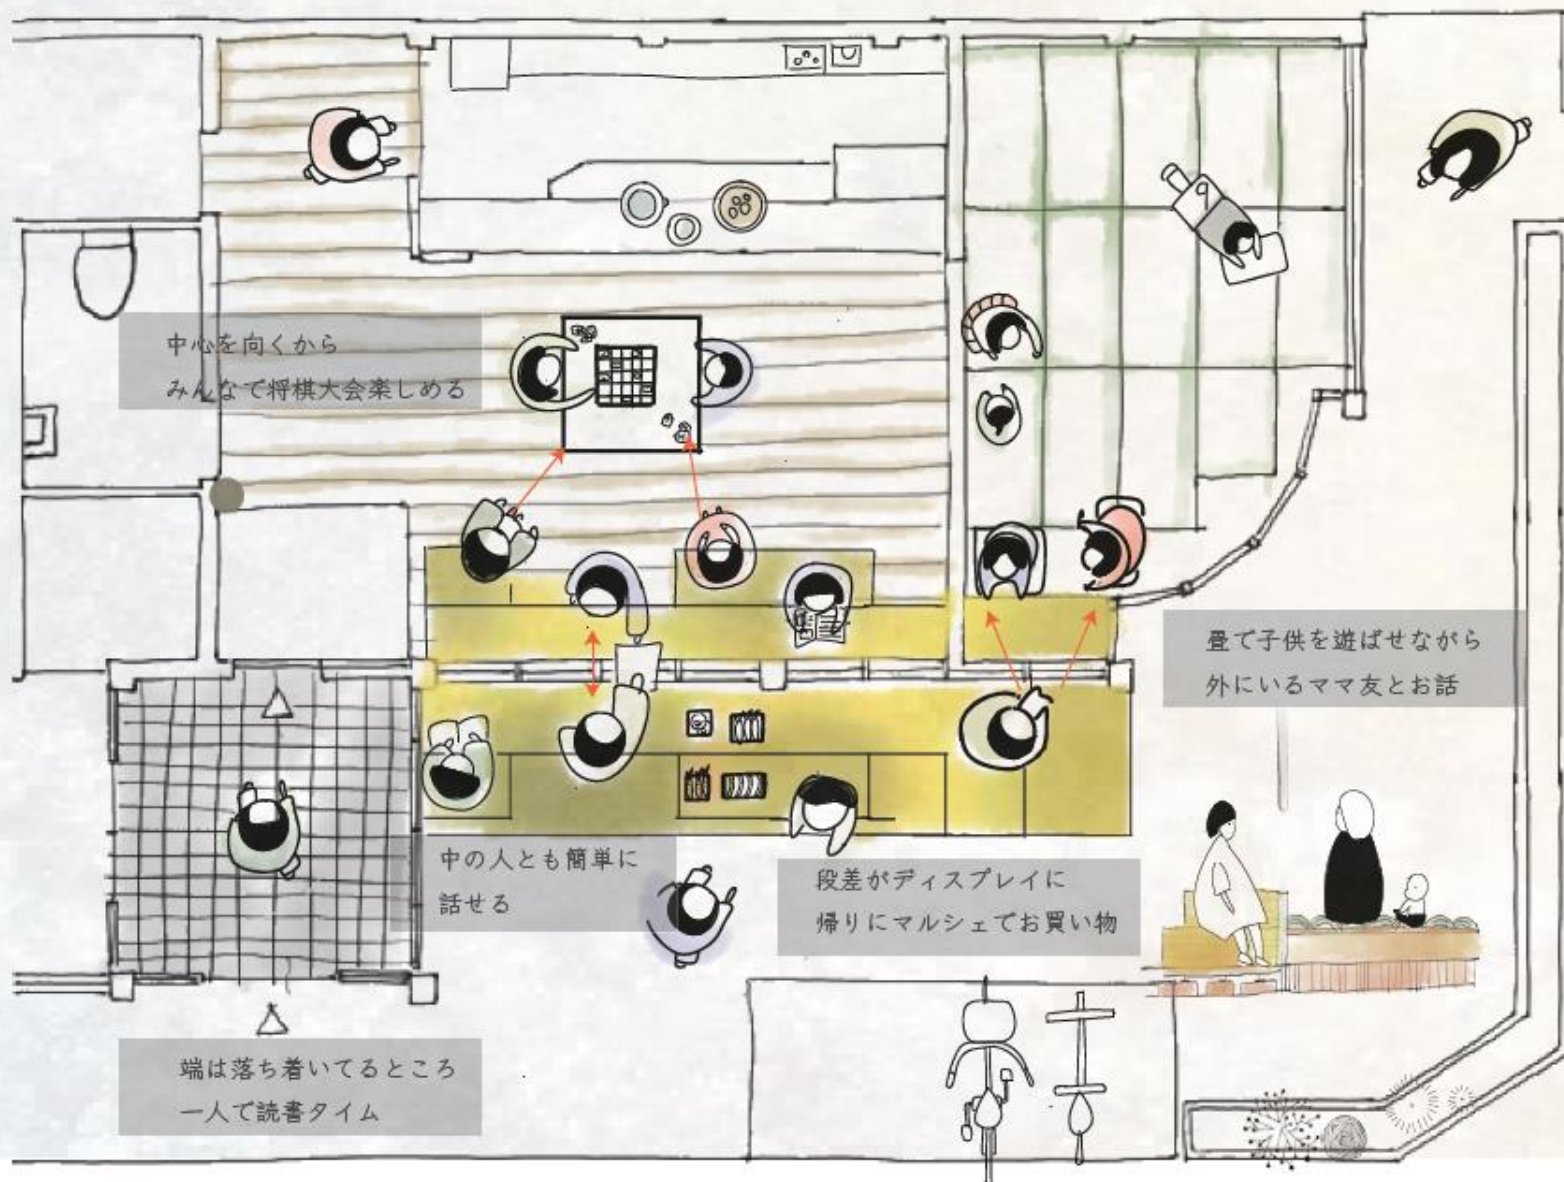 中心を向くから
みんなで将棋大会楽しめる
畳で子供を遊ばせながら
外にいるママ友とお話
中の人とも簡単に
話せる
段差がディスプレイに
帰りにマルシェでお買い物
端は落ち着いてるところ
一人で読書タイム